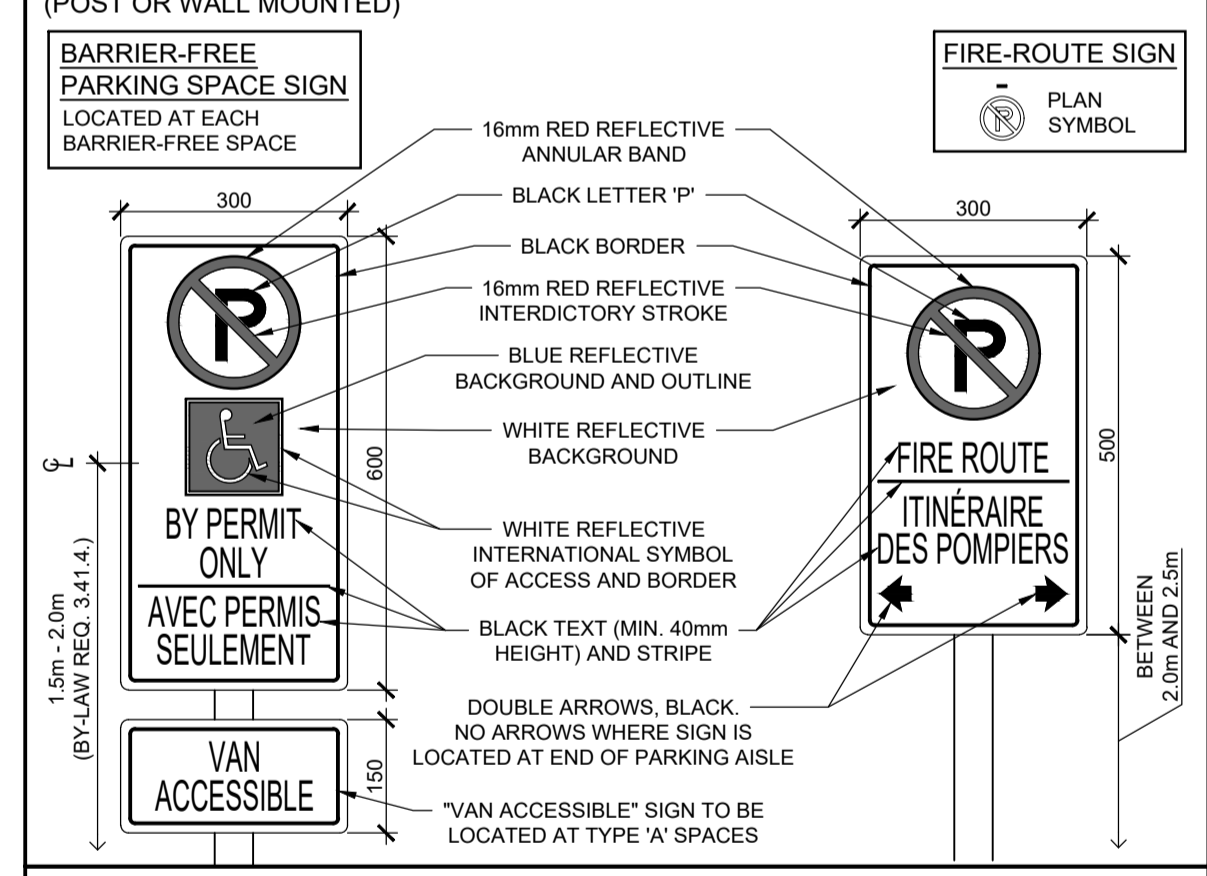 (POST OR WALL MOUNTED)
BARRIER-FREE
PARKING SPACE SIGN
LOCATED AT EACH
BARRIER-FREE SPACE
FIRE-ROUTE SIGN
P
PLAN
SYMBOL
16mm RED REFLECTIVE
ANNULAR BAND
BLACK LETTER 'P'
BLACK BORDER
16mm RED REFLECTIVE
INTERDICTORY STROKE
BLUE REFLECTIVE
BACKGROUND AND OUTLINE
WHITE REFLECTIVE
BACKGROUND
WHITE REFLECTIVE
INTERNATIONAL SYMBOL
OF ACCESS AND BORDER
BLACK TEXT (MIN. 40mm
HEIGHT) AND STRIPE
DOUBLE ARROWS, BLACK.
NO ARROWS WHERE SIGN IS
LOCATED AT END OF PARKING AISLE
"VAN ACCESSIBLE" SIGN TO BE
LOCATED AT TYPE 'A' SPACES
300
P
BY PERMIT
ONLY
AVEC PERMIS
SEULEMENT
600
VAN
ACCESSIBLE
150
CL
1.5m - 2.0m
(BY-LAW REQ. 3.41.4.)
300
P
FIRE ROUTE
ITINÉRAIRE
DES POMPIERS
500
BETWEEN
2.0m AND 2.5m